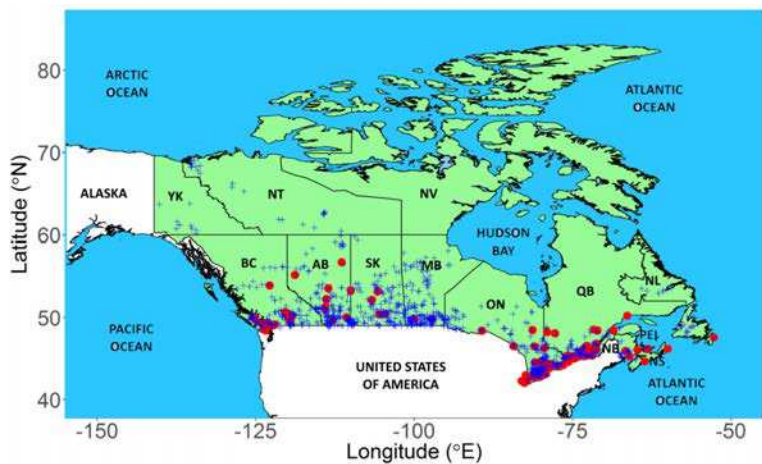 ARCTIC
OCEAN
ATLANTIC
OCEAN
ALASKA
YK
NT
NV
HUDSON
BAY
BC
AB
SK
MB
ON
QB
NL
PEI
NB
NS
PACIFIC
OCEAN
UNITED STATES
OF AMERICA
ATLANTIC
OCEAN
80
70
60
50
40
Latitude (°N)
-150
-125
-100
-75
-50
Longitude (°E)